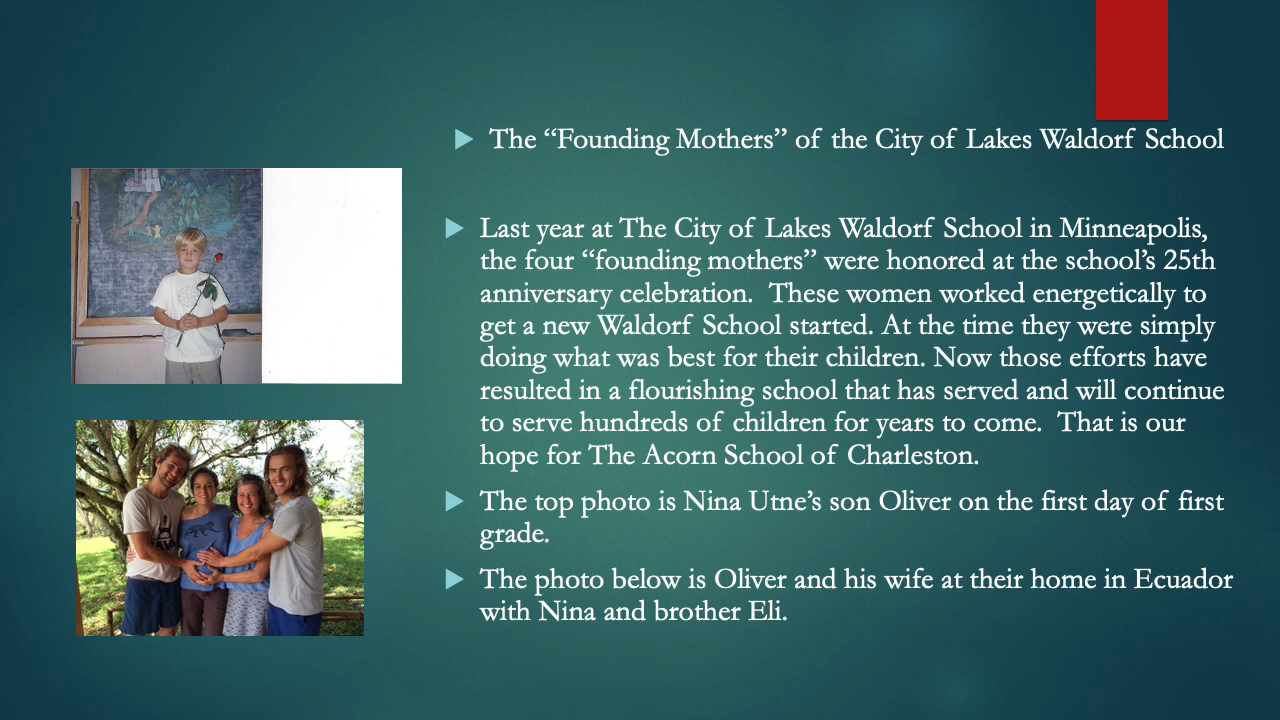 The “Founding Mothers” of the City of Lakes Waldorf School
Last year at The City of Lakes Waldorf School in Minneapolis,
the four “founding mothers” were honored at the school’s 25th
anniversary celebration.  These women worked energetically to
get a new Waldorf School started. At the time they were simply
doing what was best for their children. Now those efforts have
resulted in a flourishing school that has served and will continue
to serve hundreds of children for years to come.  That is our
hope for The Acorn School of Charleston.
The top photo is Nina Utne’s son Oliver on the first day of first
grade.
The photo below is Oliver and his wife at their home in Ecuador
with Nina and brother Eli.